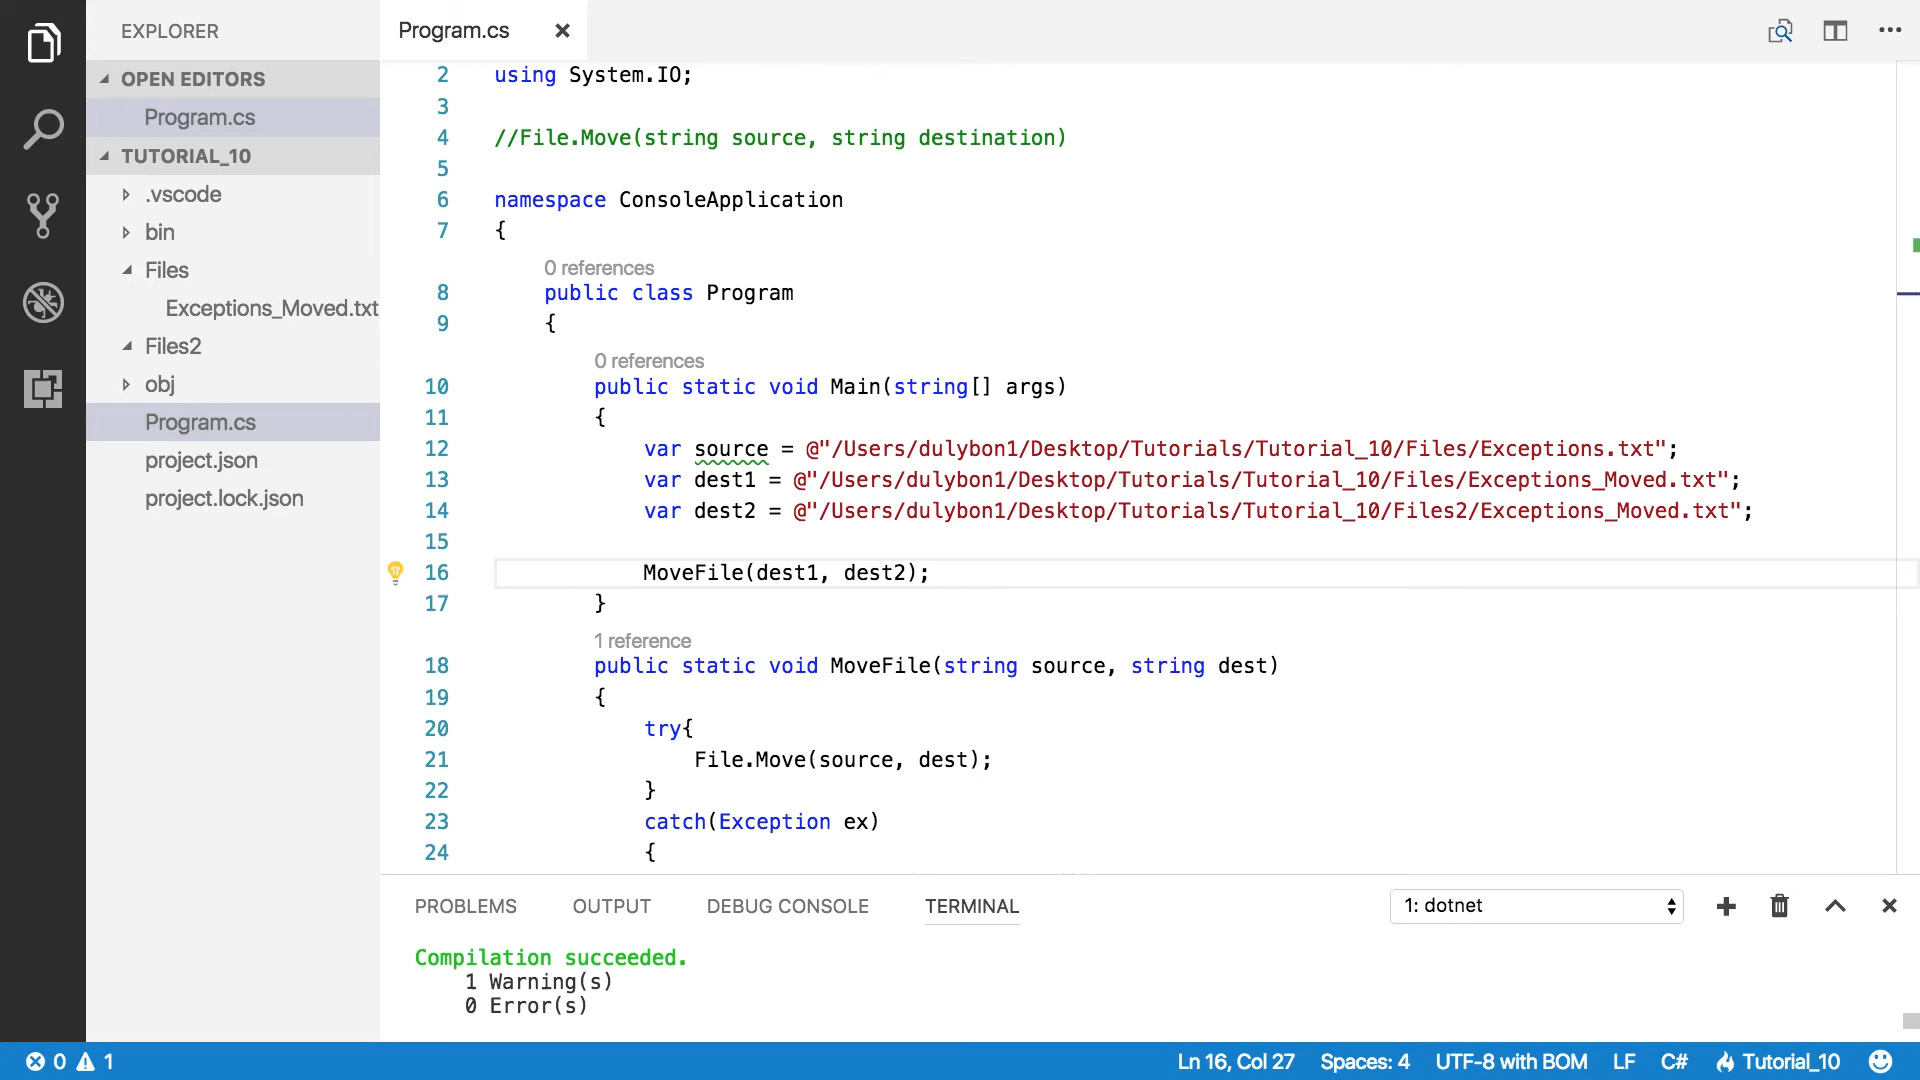 EXPLORER
OPEN EDITORS
Program.cs
TUTORIAL_10
.vscode
bin
Files
Exceptions_Moved.txt
Files2
obj
Program.cs
project.json
project.lock.json
Program.cs
2 using System.IO;
3
4 //File.Move(string source, string destination)
5
6 namespace ConsoleApplication
7 {
0 references
8 public class Program
9 {
0 references
10 public static void Main(string[] args)
11 {
12 var source = @"/Users/dulybon1/Desktop/Tutorials/Tutorial_10/Files/Exceptions.txt";
13 var dest1 = @"/Users/dulybon1/Desktop/Tutorials/Tutorial_10/Files/Exceptions_Moved.txt";
14 var dest2 = @"/Users/dulybon1/Desktop/Tutorials/Tutorial_10/Files2/Exceptions_Moved.txt";
15
16 MoveFile(dest1, dest2);
17 }
1 reference
18 public static void MoveFile(string source, string dest)
19 {
20 try{
21 File.Move(source, dest);
22 }
23 catch(Exception ex)
24 {
PROBLEMS OUTPUT DEBUG CONSOLE TERMINAL 1: dotnet
Compilation succeeded.
1 Warning(s)
0 Error(s)
0 1 Ln 16, Col 27 Spaces: 4 UTF-8 with BOM LF C# Tutorial_10